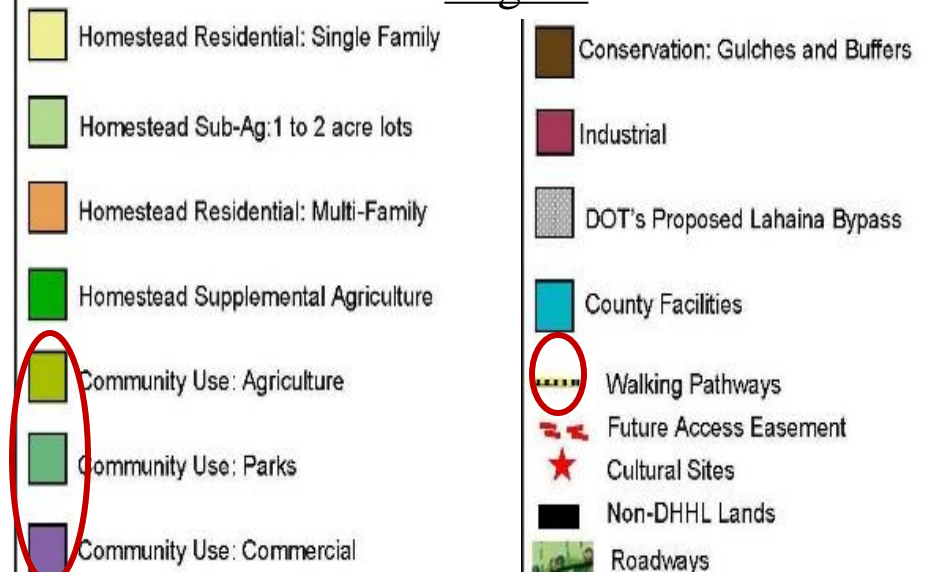 Homestead Residential: Single Family
Homestead Sub-Ag:1 to 2 acre lots
Homestead Residential: Multi-Family
Homestead Supplemental Agriculture
Community Use: Agriculture
Community Use: Parks
Community Use: Commercial
Conservation: Gulches and Buffers
Industrial
DOT's Proposed Lahaina Bypass
County Facilities
Walking Pathways
Future Access Easement
Cultural Sites
Non-DHHL Lands
Roadways